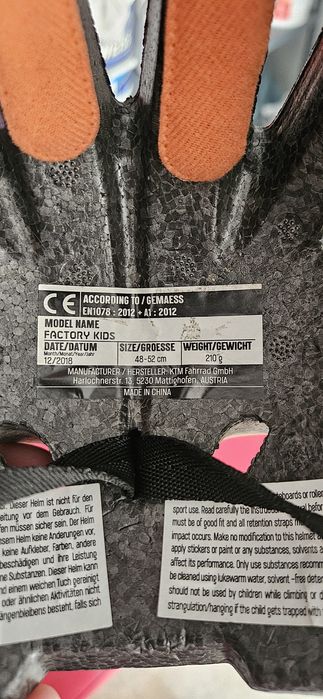 CE ACCORDING TO / GEMAESS
EN1078 : 2012 + A1 : 2012
MODEL NAME
FACTORY KIDS
DATE/DATUM SIZE/GROESSE WEIGHT/GEWICHT
Month/Monat/Year/Jahr
12/2018 48-52 cm 210 g
MANUFACTURER / HERSTELLER: KTM Fahrrad GmbH
Harlochnerstr. 13, 5230 Mattighofen, AUSTRIA
MADE IN CHINA
Dieser Helm ist nicht für den
vor dem Gebrauch. Für
müssen sicher sein. Der Helm
sem Helm keine Änderungen vor,
keine Aufkleber, Farben, andere
beschädigen und ihre Leistung
ne Substanzen. Dieser Helm kann
nd einem weichen Tuch gereinigt
oder ähnlichen Aktivitäten nicht
ängenbleibens besteht, falls sich
sport use. Read carefully the
must be of good fit and all retention straps
impact occurs. Make no modification to this helmet
apply stickers or paint or any substances, solvents
affect its performance. Only use substances recomm
be cleaned using lukewarm water, solvent - free deter
should not be used by children while climbing or d
strangulation/hanging if the child gets trapped with